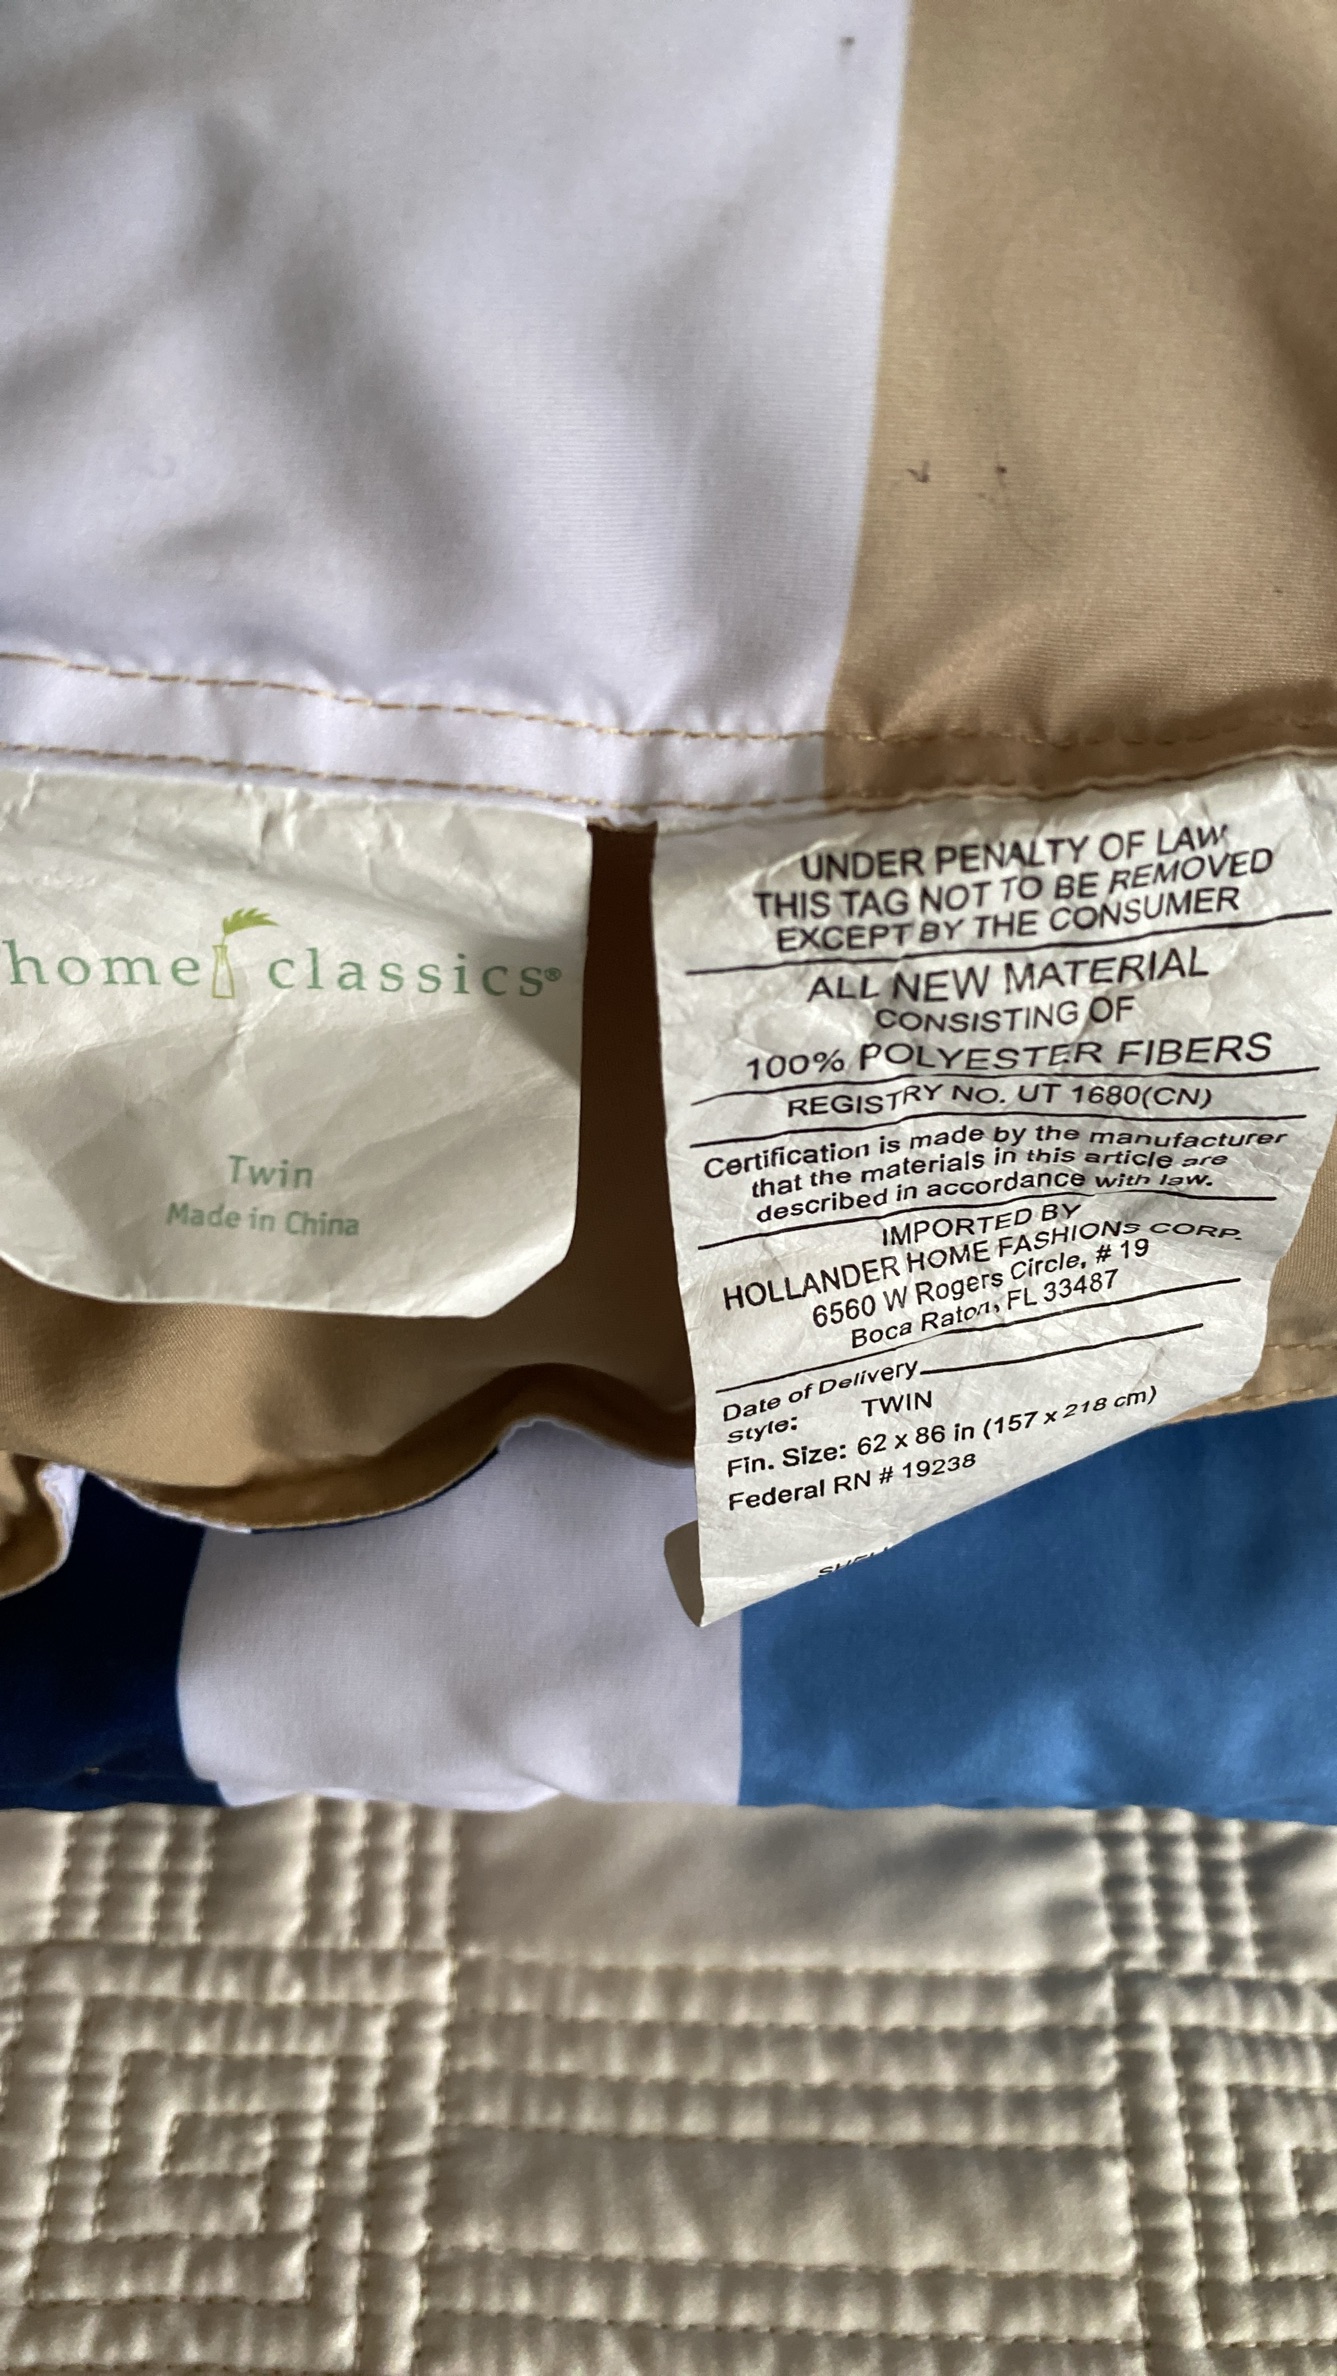 home classics®
Twin
Made in China
UNDER PENALTY OF LAW
THIS TAG NOT TO BE REMOVED
EXCEPT BY THE CONSUMER
ALL NEW MATERIAL
CONSISTING OF
100% POLYESTER FIBERS
REGISTRY NO. UT 1680(CN)
Certification is made by the manufacturer
that the materials in this article are
described in accordance with law.
IMPORTED BY
HOLLANDER HOME FASHIONS CORP.
6560 W Rogers Circle, # 19
Boca Raton, FL 33487
Date of Delivery
Style: TWIN
Fin. Size: 62 x 86 in (157 x 218 cm)
Federal RN # 19238